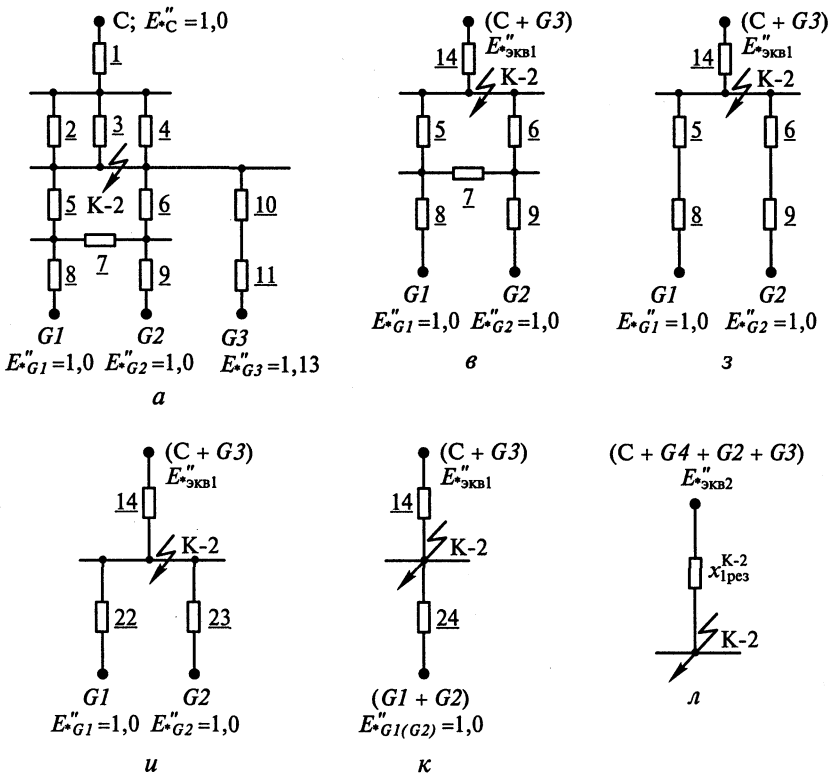 С; E″*С =1,0
1
2
3
4
К-2
5
6
10
7
8
9
11
G1
G2
G3
E″*G1 =1,0
E″*G2 =1,0
E″*G3 =1,13
а
(С + G3)
E″*экв1
14
К-2
5
6
7
8
9
G1
G2
E″*G1 =1,0
E″*G2 =1,0
в
(С + G3)
E″*экв1
14
К-2
5
6
8
9
G1
G2
E″*G1 =1,0
E″*G2 =1,0
з
(С + G3)
E″*экв1
14
К-2
22
23
G1
G2
E″*G1 =1,0
E″*G2 =1,0
и
(С + G3)
E″*экв1
14
К-2
24
(G1 + G2)
E″*G1(G2) =1,0
к
(С + G4 + G2 + G3)
E″*экв2
x К-2 1рез
К-2
л